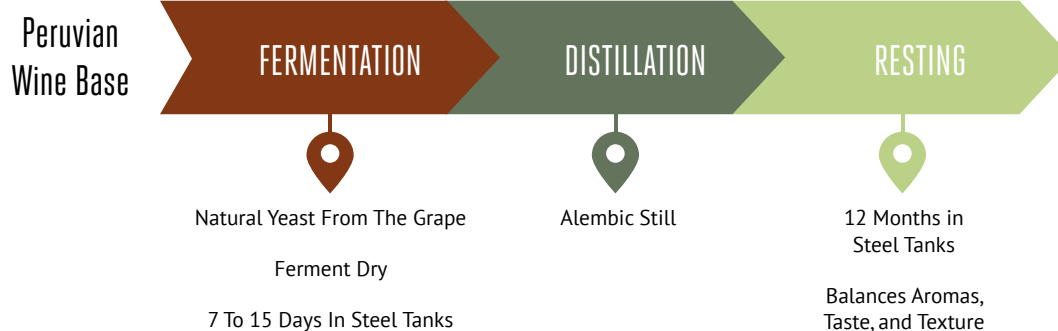 Peruvian
Wine Base
FERMENTATION
DISTILLATION
RESTING
Natural Yeast From The Grape
Ferment Dry
7 To 15 Days In Steel Tanks
Alembic Still
12 Months in
Steel Tanks
Balances Aromas,
Taste, and Texture